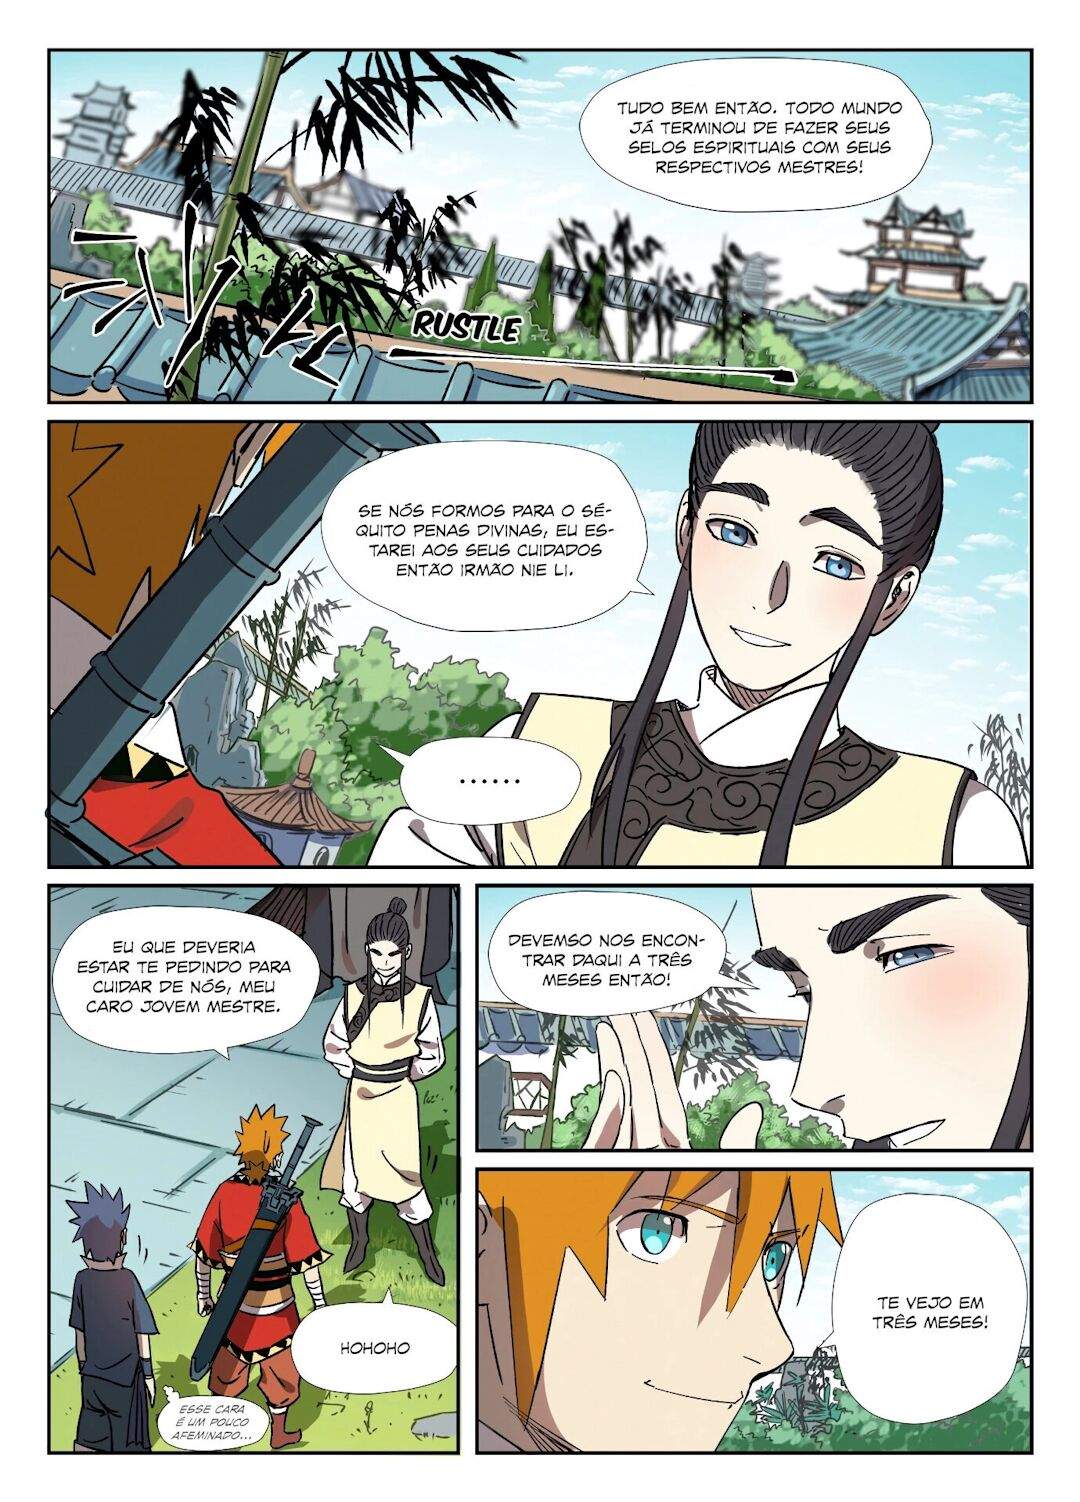 TUDO BEM ENTÃO. TODO MUNDO
JÁ TERMINOU DE FAZER SEUS
SELOS ESPIRITUAIS COM SEUS
RESPECTIVOS MESTRES!
RUSTLE
SE NÓS FORMOS PARA O SÉ-
QUITO PENAS DIVINAS, EU ES-
TAREI AOS SEUS CUIDADOS
ENTÃO IRMÃO NIE LI.
......
EU QUE DEVERIA
ESTAR TE PEDINDO PARA
CUIDAR DE NÓS, MEU
CARO JOVEM MESTRE.
HOHOHO
ESSE CARA
É UM POUCO
AFEMINADO...
DEVEMSO NOS ENCON-
TRAR DAQUI A TRÊS
MESES ENTÃO!
TE VEJO EM
TRÊS MESES!